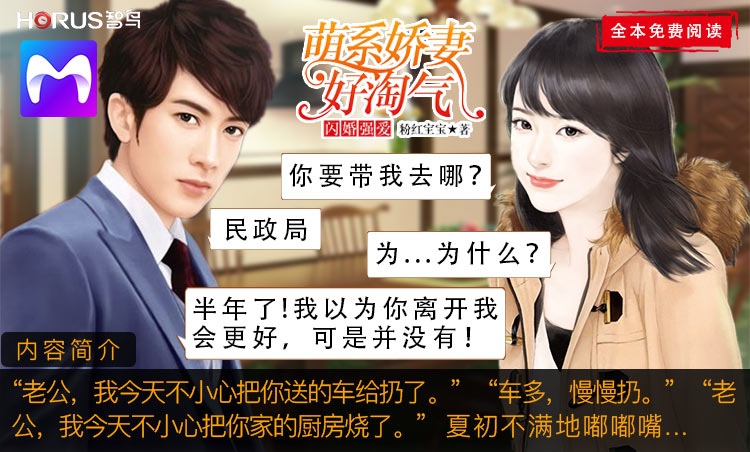 HORUS智鸟
全本免费阅读
萌系娇妻
好淘气
闪婚强爱
粉红宝宝★著
你要带我去哪？
民政局
为...为什么？
半年了！我以为你离开我
会更好，可是并没有！
内容简介
“老公，我今天不小心把你送的车给扔了。”“车多，慢慢扔。”“老
公，我今天不小心把你家的厨房烧了。” 夏初不满地嘟嘟嘴...